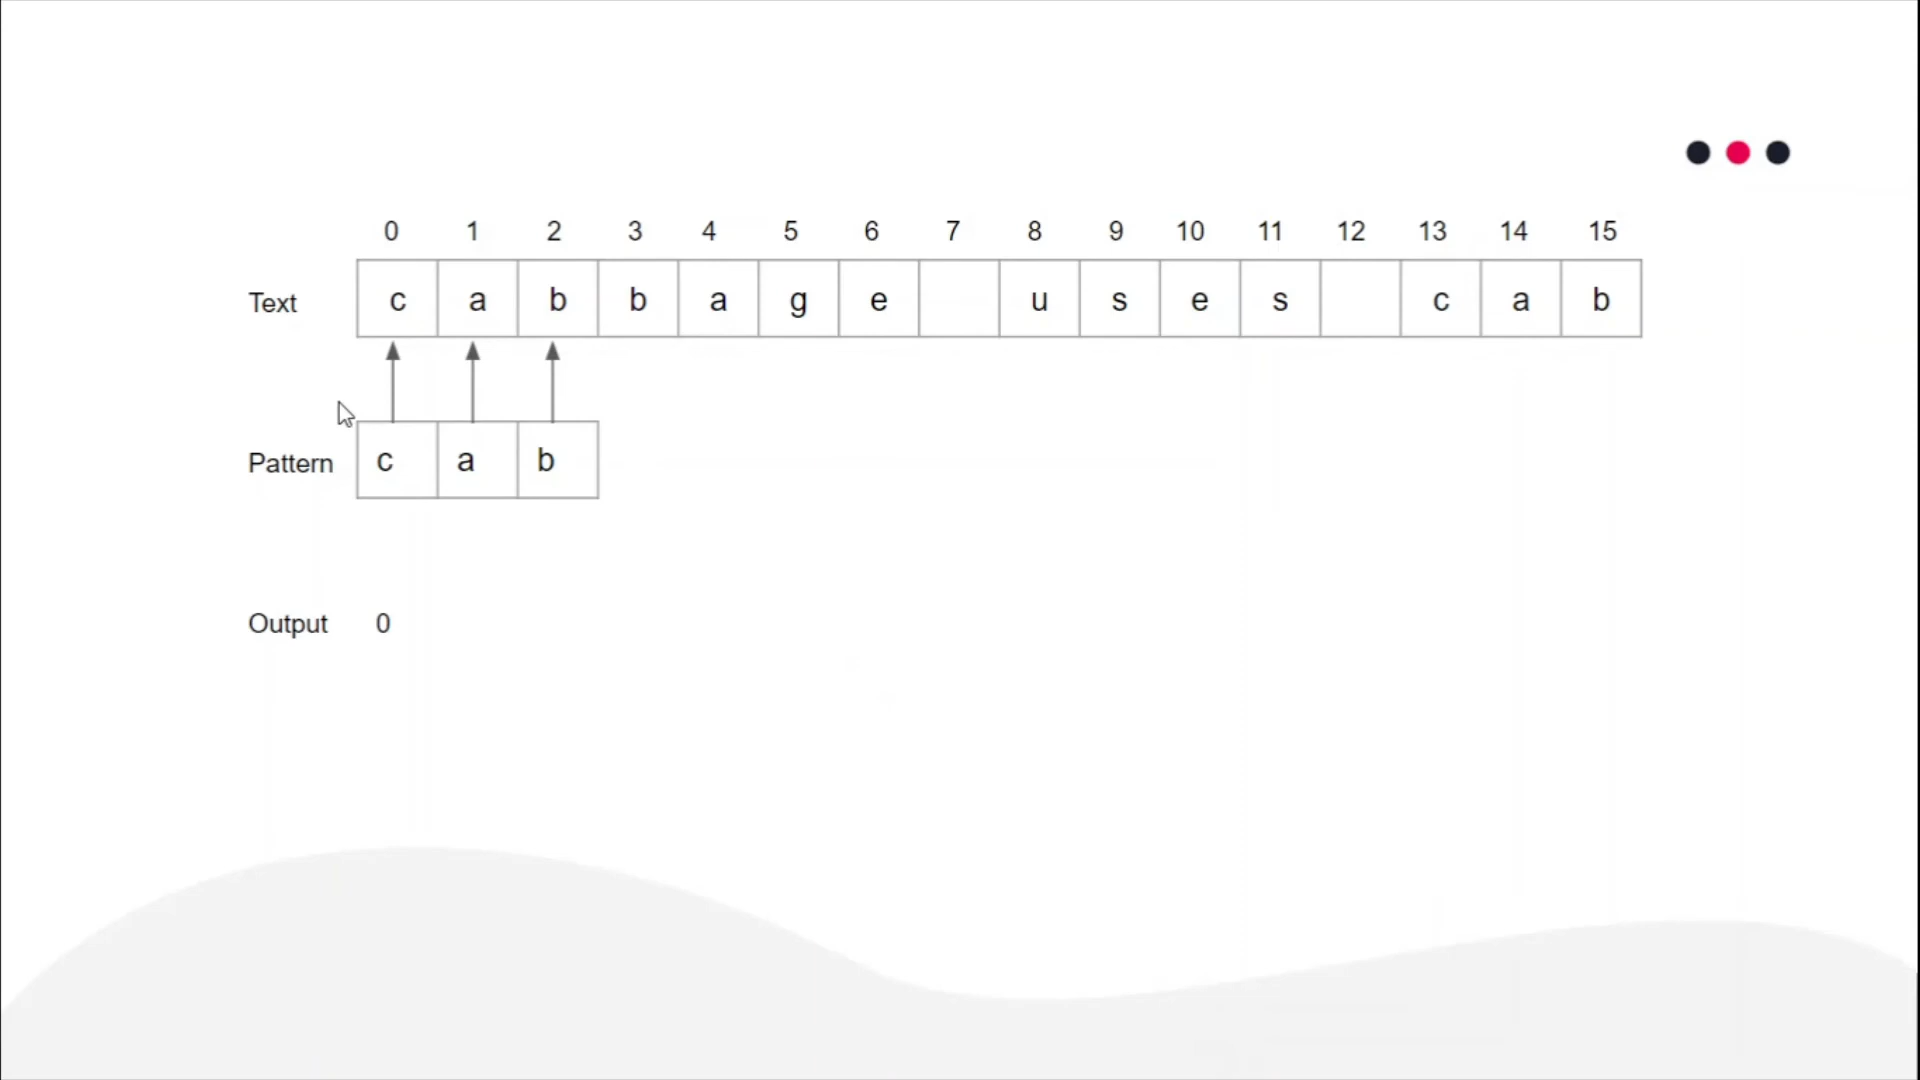 0 1 2 3 4 5 6 7 8 9 10 11 12 13 14 15
Text c a b b a g e u s e s c a b
Pattern c a b
Output 0